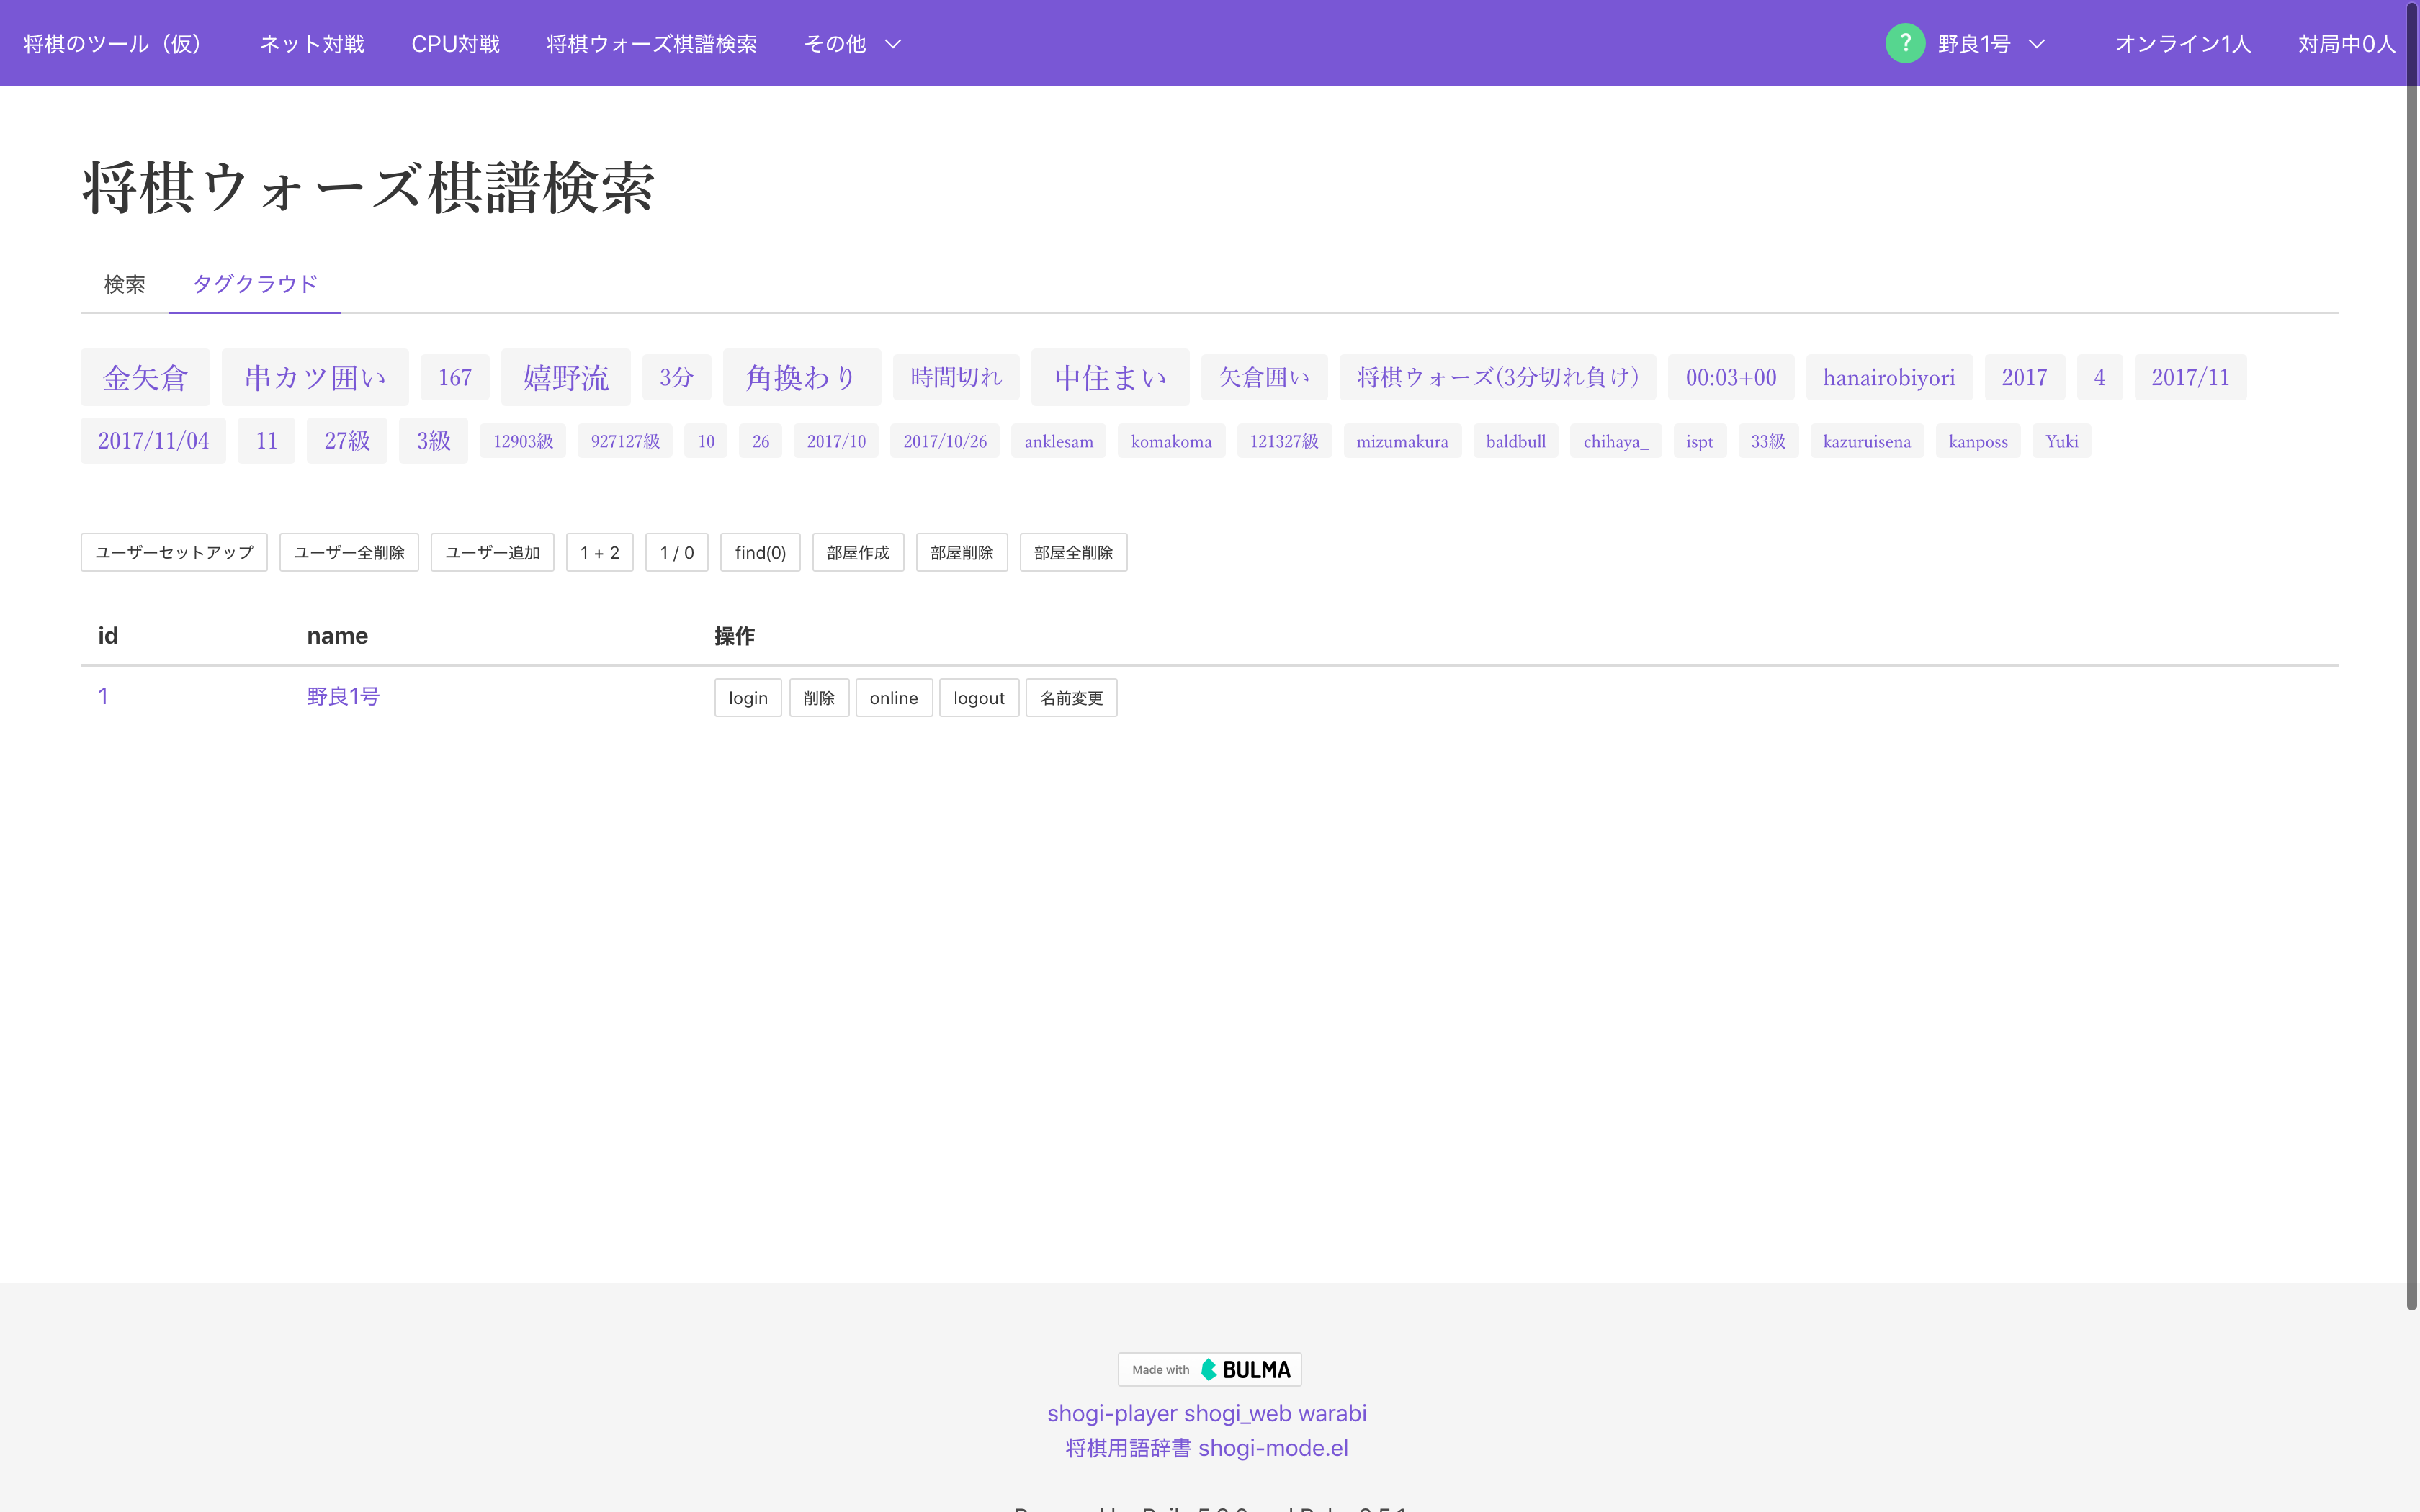 将棋のツール（仮） ネット対戦 CPU対戦 将棋ウォーズ棋譜検索 その他 ? 野良1号 オンライン1人 対局中0人
将棋ウォーズ棋譜検索
検索 タグクラウド
金矢倉 串カツ囲い 167 嬉野流 3分 角換わり 時間切れ 中住まい 矢倉囲い 将棋ウォーズ(3分切れ負け) 00:03+00 hanairobiyori 2017 4 2017/11
2017/11/04 11 27級 3級 12903級 927127級 10 26 2017/10 2017/10/26 anklesam komakoma 121327級 mizumakura baldbull chihaya_ ispt 33級 kazuruisena kanposs Yuki
ユーザーセットアップ ユーザー全削除 ユーザー追加 1 + 2 1 / 0 find(0) 部屋作成 部屋削除 部屋全削除
id name 操作
1 野良1号 login 削除 online logout 名前変更
Made with BULMA
shogi-player shogi_web warabi
将棋用語辞書 shogi-mode.el